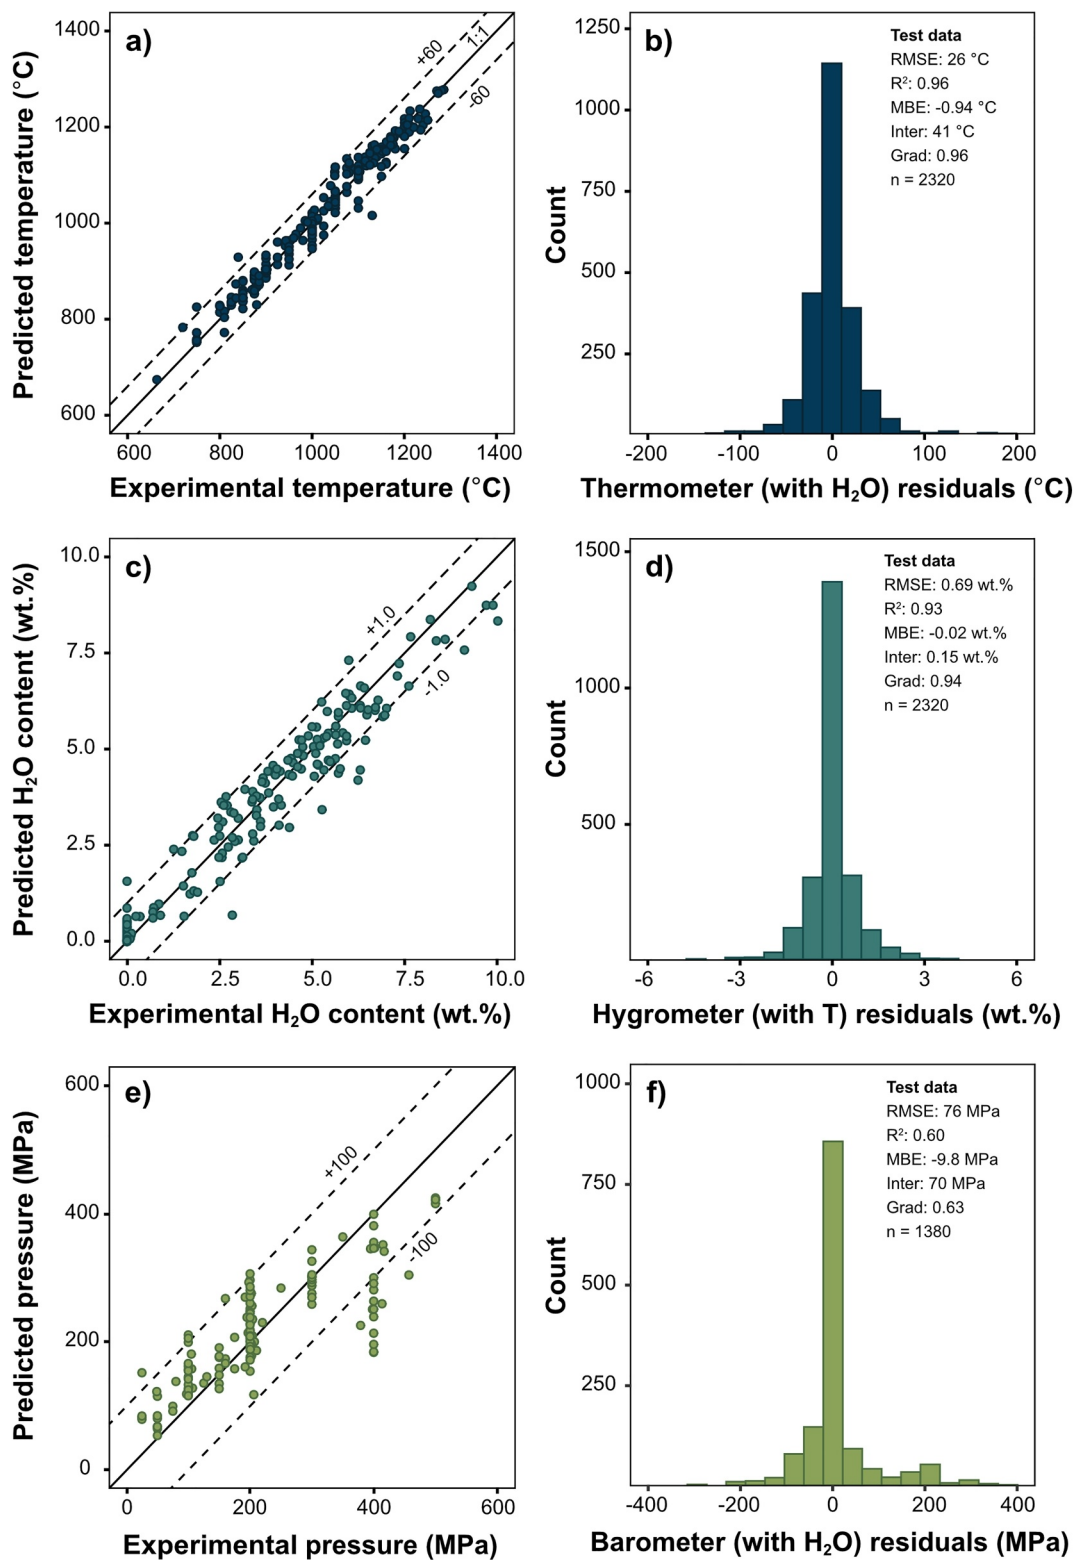 a)
Predicted temperature (°C)
1400
1200
1000
800
600
+60
1:1
-60
600
800
1000
1200
1400
Experimental temperature (°C)
b)
Count
1250
1000
750
500
250
Test data
RMSE: 26 °C
R²: 0.96
MBE: -0.94 °C
Inter: 41 °C
Grad: 0.96
n = 2320
-200
-100
0
100
200
Thermometer (with H₂O) residuals (°C)
c)
Predicted H₂O content (wt.%)
10.0
7.5
5.0
2.5
0.0
+1.0
-1.0
0.0
2.5
5.0
7.5
10.0
Experimental H₂O content (wt.%)
d)
Count
1500
1000
500
Test data
RMSE: 0.69 wt.%
R²: 0.93
MBE: -0.02 wt.%
Inter: 0.15 wt.%
Grad: 0.94
n = 2320
-6
-3
0
3
6
Hygrometer (with T) residuals (wt.%)
e)
Predicted pressure (MPa)
600
400
200
0
+100
-100
0
200
400
600
Experimental pressure (MPa)
f)
Count
1000
750
500
250
Test data
RMSE: 76 MPa
R²: 0.60
MBE: -9.8 MPa
Inter: 70 MPa
Grad: 0.63
n = 1380
-400
-200
0
200
400
Barometer (with H₂O) residuals (MPa)